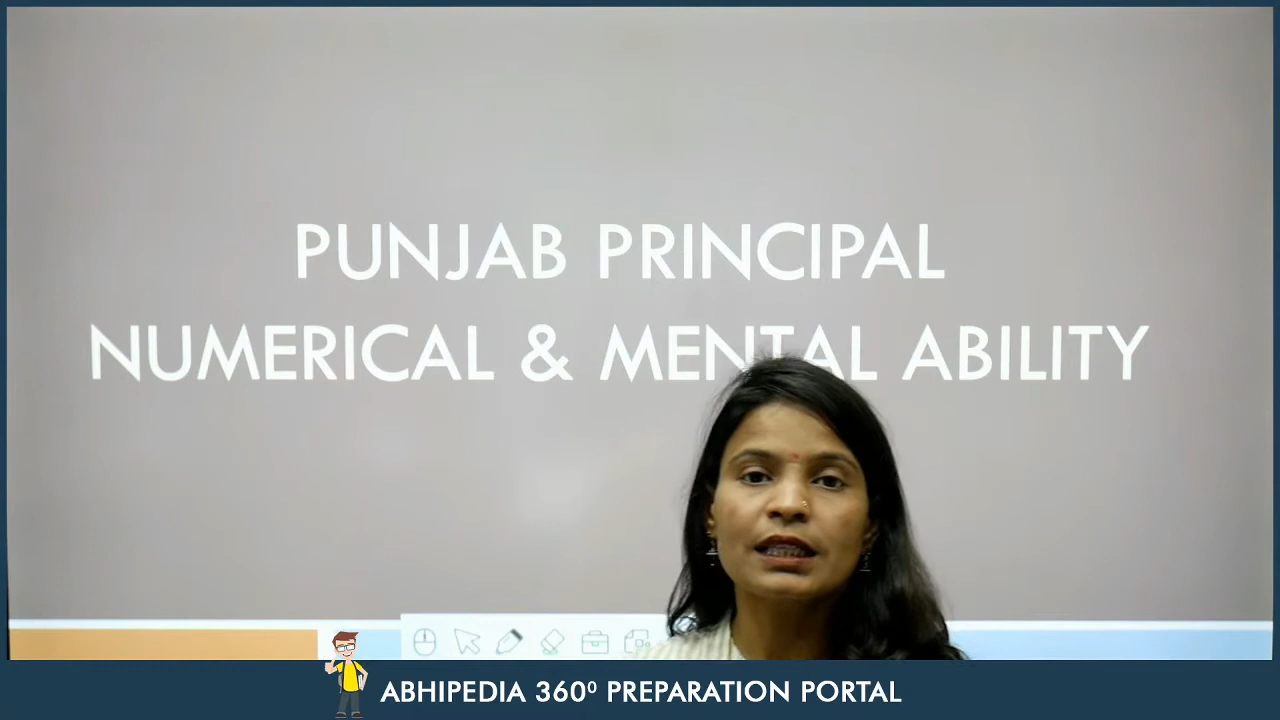 PUNJAB PRINCIPAL
NUMERICAL & MENTAL ABILITY
ABHIPEDIA 360⁰ PREPARATION PORTAL